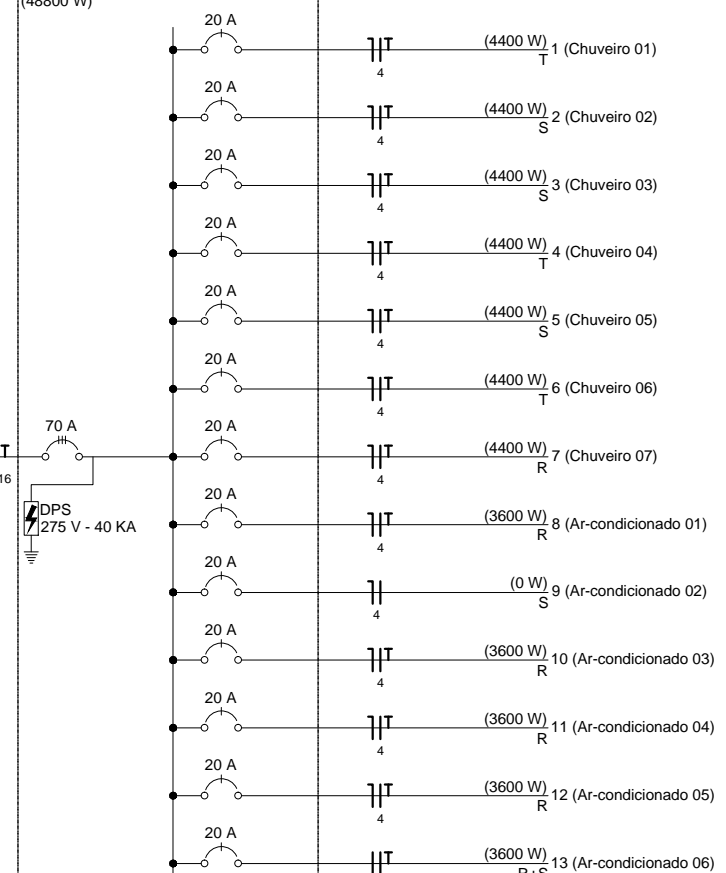 (48800 W)
20 A
4
(4400 W)
T
1 (Chuveiro 01)
20 A
4
(4400 W)
S
2 (Chuveiro 02)
20 A
4
(4400 W)
S
3 (Chuveiro 03)
20 A
4
(4400 W)
T
4 (Chuveiro 04)
20 A
4
(4400 W)
S
5 (Chuveiro 05)
20 A
4
(4400 W)
T
6 (Chuveiro 06)
T
16
70 A
DPS
275 V - 40 KA
20 A
4
(4400 W)
R
7 (Chuveiro 07)
20 A
4
(3600 W)
R
8 (Ar-condicionado 01)
20 A
4
(0 W)
S
9 (Ar-condicionado 02)
20 A
4
(3600 W)
R
10 (Ar-condicionado 03)
20 A
4
(3600 W)
R
11 (Ar-condicionado 04)
20 A
4
(3600 W)
R
12 (Ar-condicionado 05)
20 A
(3600 W)
R+S
13 (Ar-condicionado 06)